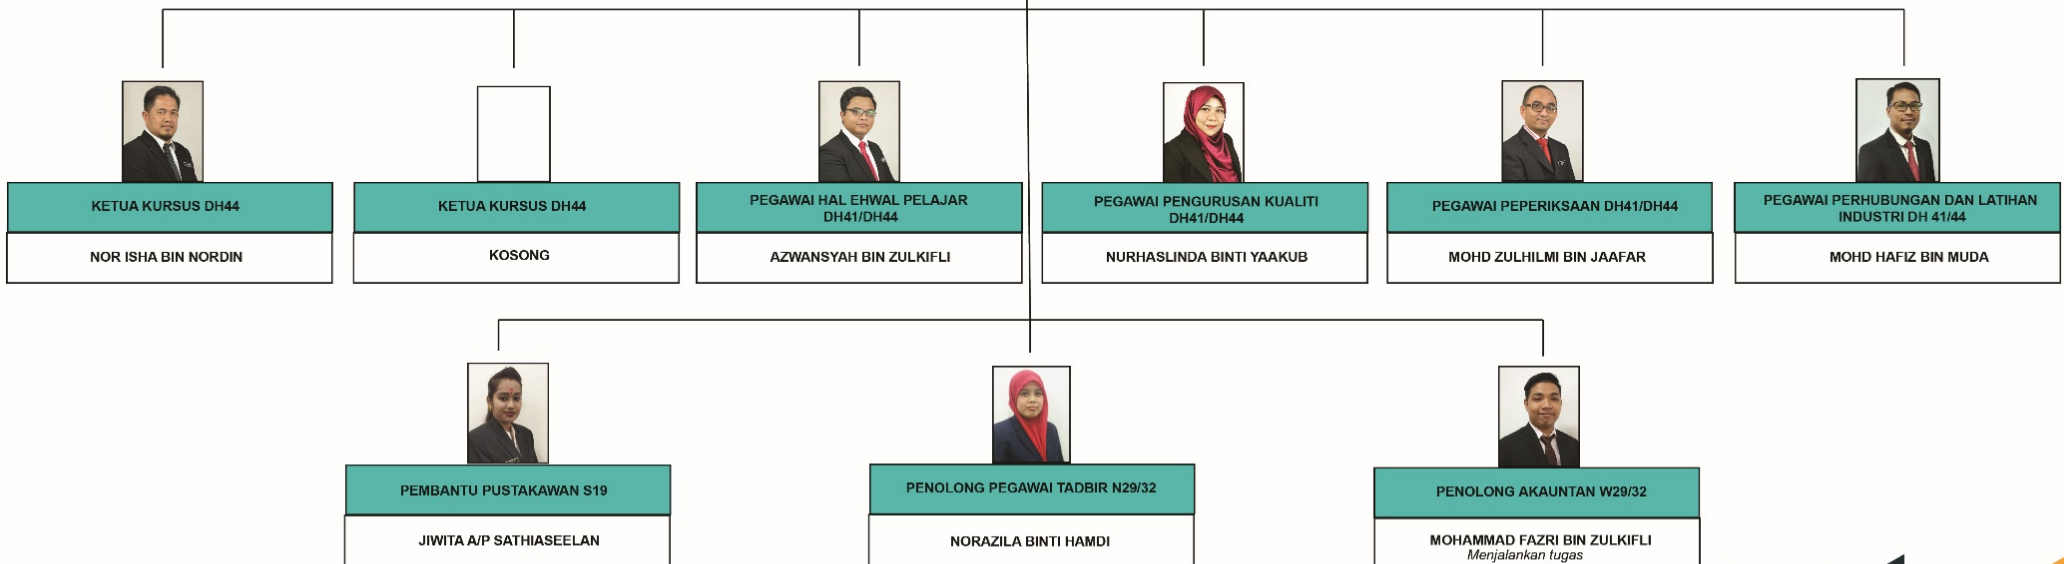 KETUA KURSUS DH44
NOR ISHA BIN NORDIN
KETUA KURSUS DH44
KOSONG
PEGAWAI HAL EHWAL PELAJAR
DH41/DH44
AZWANSYAH BIN ZULKIFLI
PEGAWAI PENGURUSAN KUALITI
DH41/DH44
NURHASLINDA BINTI YAAKUB
PEGAWAI PEPERIKSAAN DH41/DH44
MOHD ZULHILMI BIN JAAFAR
PEGAWAI PERHUBUNGAN DAN LATIHAN
INDUSTRI DH 41/44
MOHD HAFIZ BIN MUDA
PEMBANTU PUSTAKAWAN S19
JIWITA A/P SATHIASEELAN
PENOLONG PEGAWAI TADBIR N29/32
NORAZILA BINTI HAMDI
PENOLONG AKAUNTAN W29/32
MOHAMMAD FAZRI BIN ZULKIFLI
Menjalankan tugas